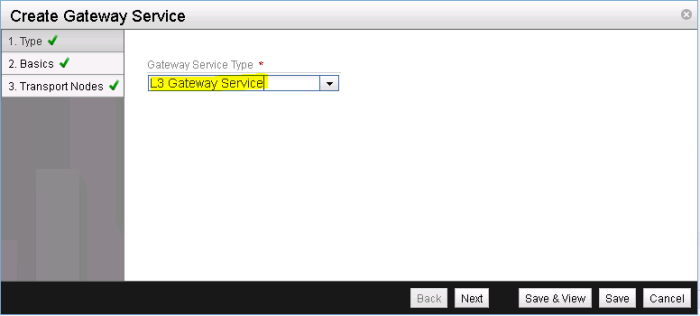 Create Gateway Service
1. Type
2. Basics
3. Transport Nodes
Gateway Service Type *
L3 Gateway Service
Back Next Save & View Save Cancel